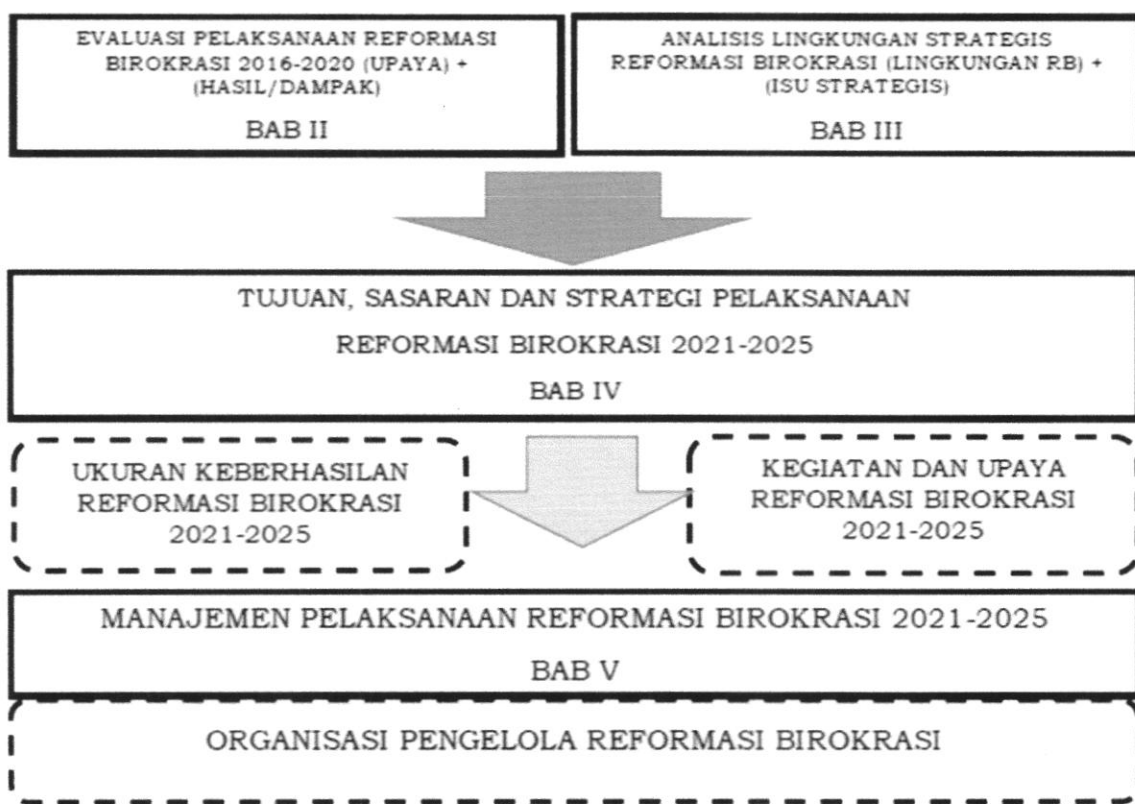 EVALUASI PELAKSANAAN REFORMASI
BIROKRASI 2016-2020 (UPAYA) +
(HASIL/DAMPAK)
BAB II
ANALISIS LINGKUNGAN STRATEGIS
REFORMASI BIROKRASI (LINGKUNGAN RB) +
(ISU STRATEGIS)
BAB III
TUJUAN, SASARAN DAN STRATEGI PELAKSANAAN
REFORMASI BIROKRASI 2021-2025
BAB IV
UKURAN KEBERHASILAN
REFORMASI BIROKRASI
2021-2025
KEGIATAN DAN UPAYA
REFORMASI BIROKRASI
2021-2025
MANAJEMEN PELAKSANAAN REFORMASI BIROKRASI 2021-2025
BAB V
ORGANISASI PENGELOLA REFORMASI BIROKRASI